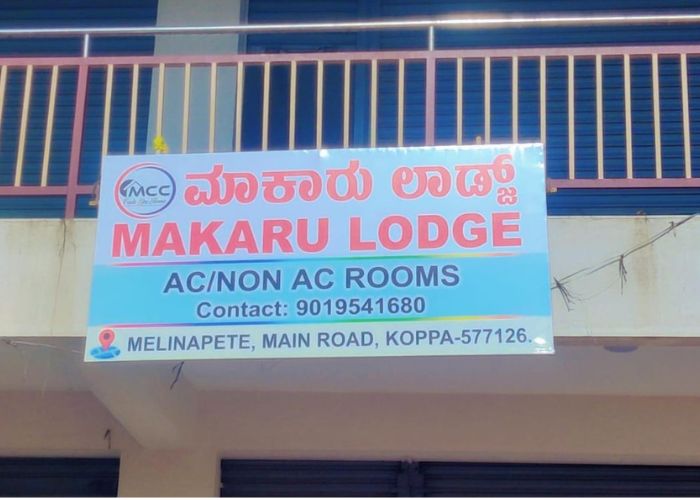 MCC
ಮಾಕಾರು ಲಾಡ್ಜ್
MAKARU LODGE
AC/NON AC ROOMS
Contact: 9019541680
MELINAPETE, MAIN ROAD, KOPPA-577126.